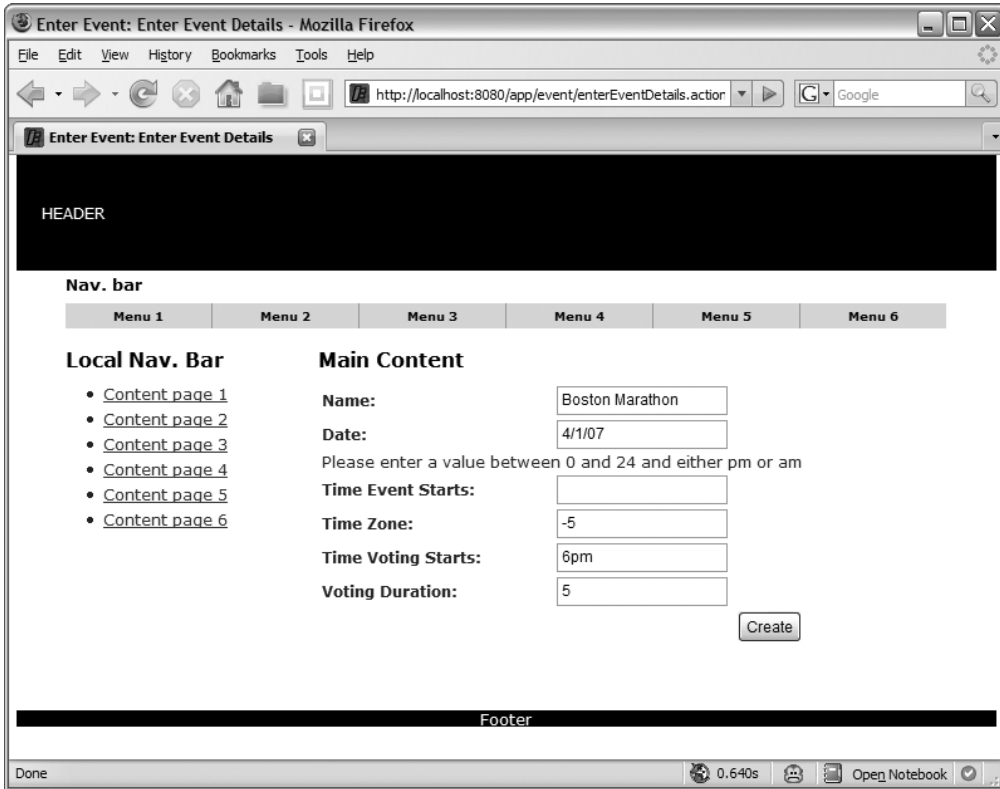 Enter Event: Enter Event Details - Mozilla Firefox
File Edit View History Bookmarks Tools Help
http://localhost:8080/app/event/enterEventDetails.action G Google
Enter Event: Enter Event Details
HEADER
Nav. bar
Menu 1 Menu 2 Menu 3 Menu 4 Menu 5 Menu 6
Local Nav. Bar
Content page 1
Content page 2
Content page 3
Content page 4
Content page 5
Content page 6
Main Content
Name: Boston Marathon
Date: 4/1/07
Please enter a value between 0 and 24 and either pm or am
Time Event Starts:
Time Zone: -5
Time Voting Starts: 6pm
Voting Duration: 5
Create
Footer
Done 0.640s Open Notebook